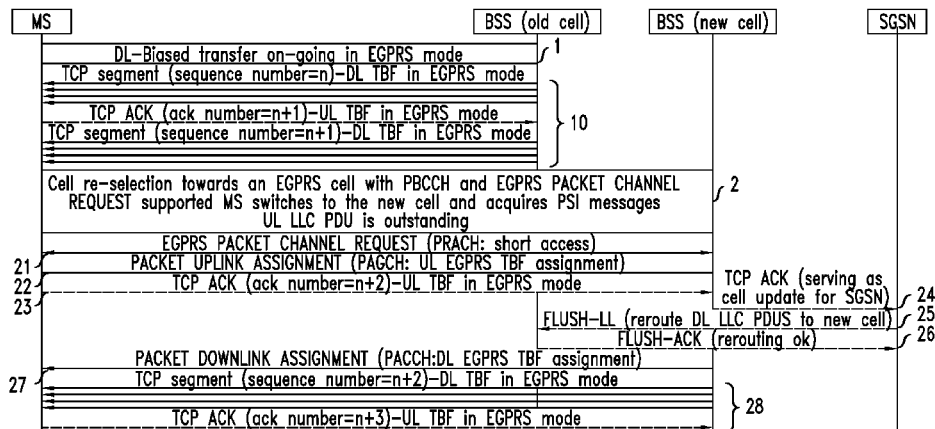 MS
BSS (old cell)
BSS (new cell)
SGSN
DL-Biased transfer on-going in EGPRS mode
1
TCP segment (sequence number=n)-DL TBF in EGPRS mode
TCP ACK (ack number=n+1)-UL TBF in EGPRS mode
10
TCP segment (sequence number=n+1)-DL TBF in EGPRS mode
Cell re-selection towards an EGPRS cell with PBCCH and EGPRS PACKET CHANNEL
REQUEST supported MS switches to the new cell and acquires PSI messages
UL LLC PDU is outstanding
2
EGPRS PACKET CHANNEL REQUEST (PRACH: short access)
21
PACKET UPLINK ASSIGNMENT (PAGCH: UL EGPRS TBF assignment)
22
TCP ACK (ack number=n+2)-UL TBF in EGPRS mode
23
TCP ACK (serving as
cell update for SGSN)
24
FLUSH-LL (reroute DL LLC PDUS to new cell)
25
FLUSH-ACK (rerouting ok)
26
PACKET DOWNLINK ASSIGNMENT (PACCH:DL EGPRS TBF assignment)
27
TCP segment (sequence number=n+2)-DL TBF in EGPRS mode
28
TCP ACK (ack number=n+3)-UL TBF in EGPRS mode